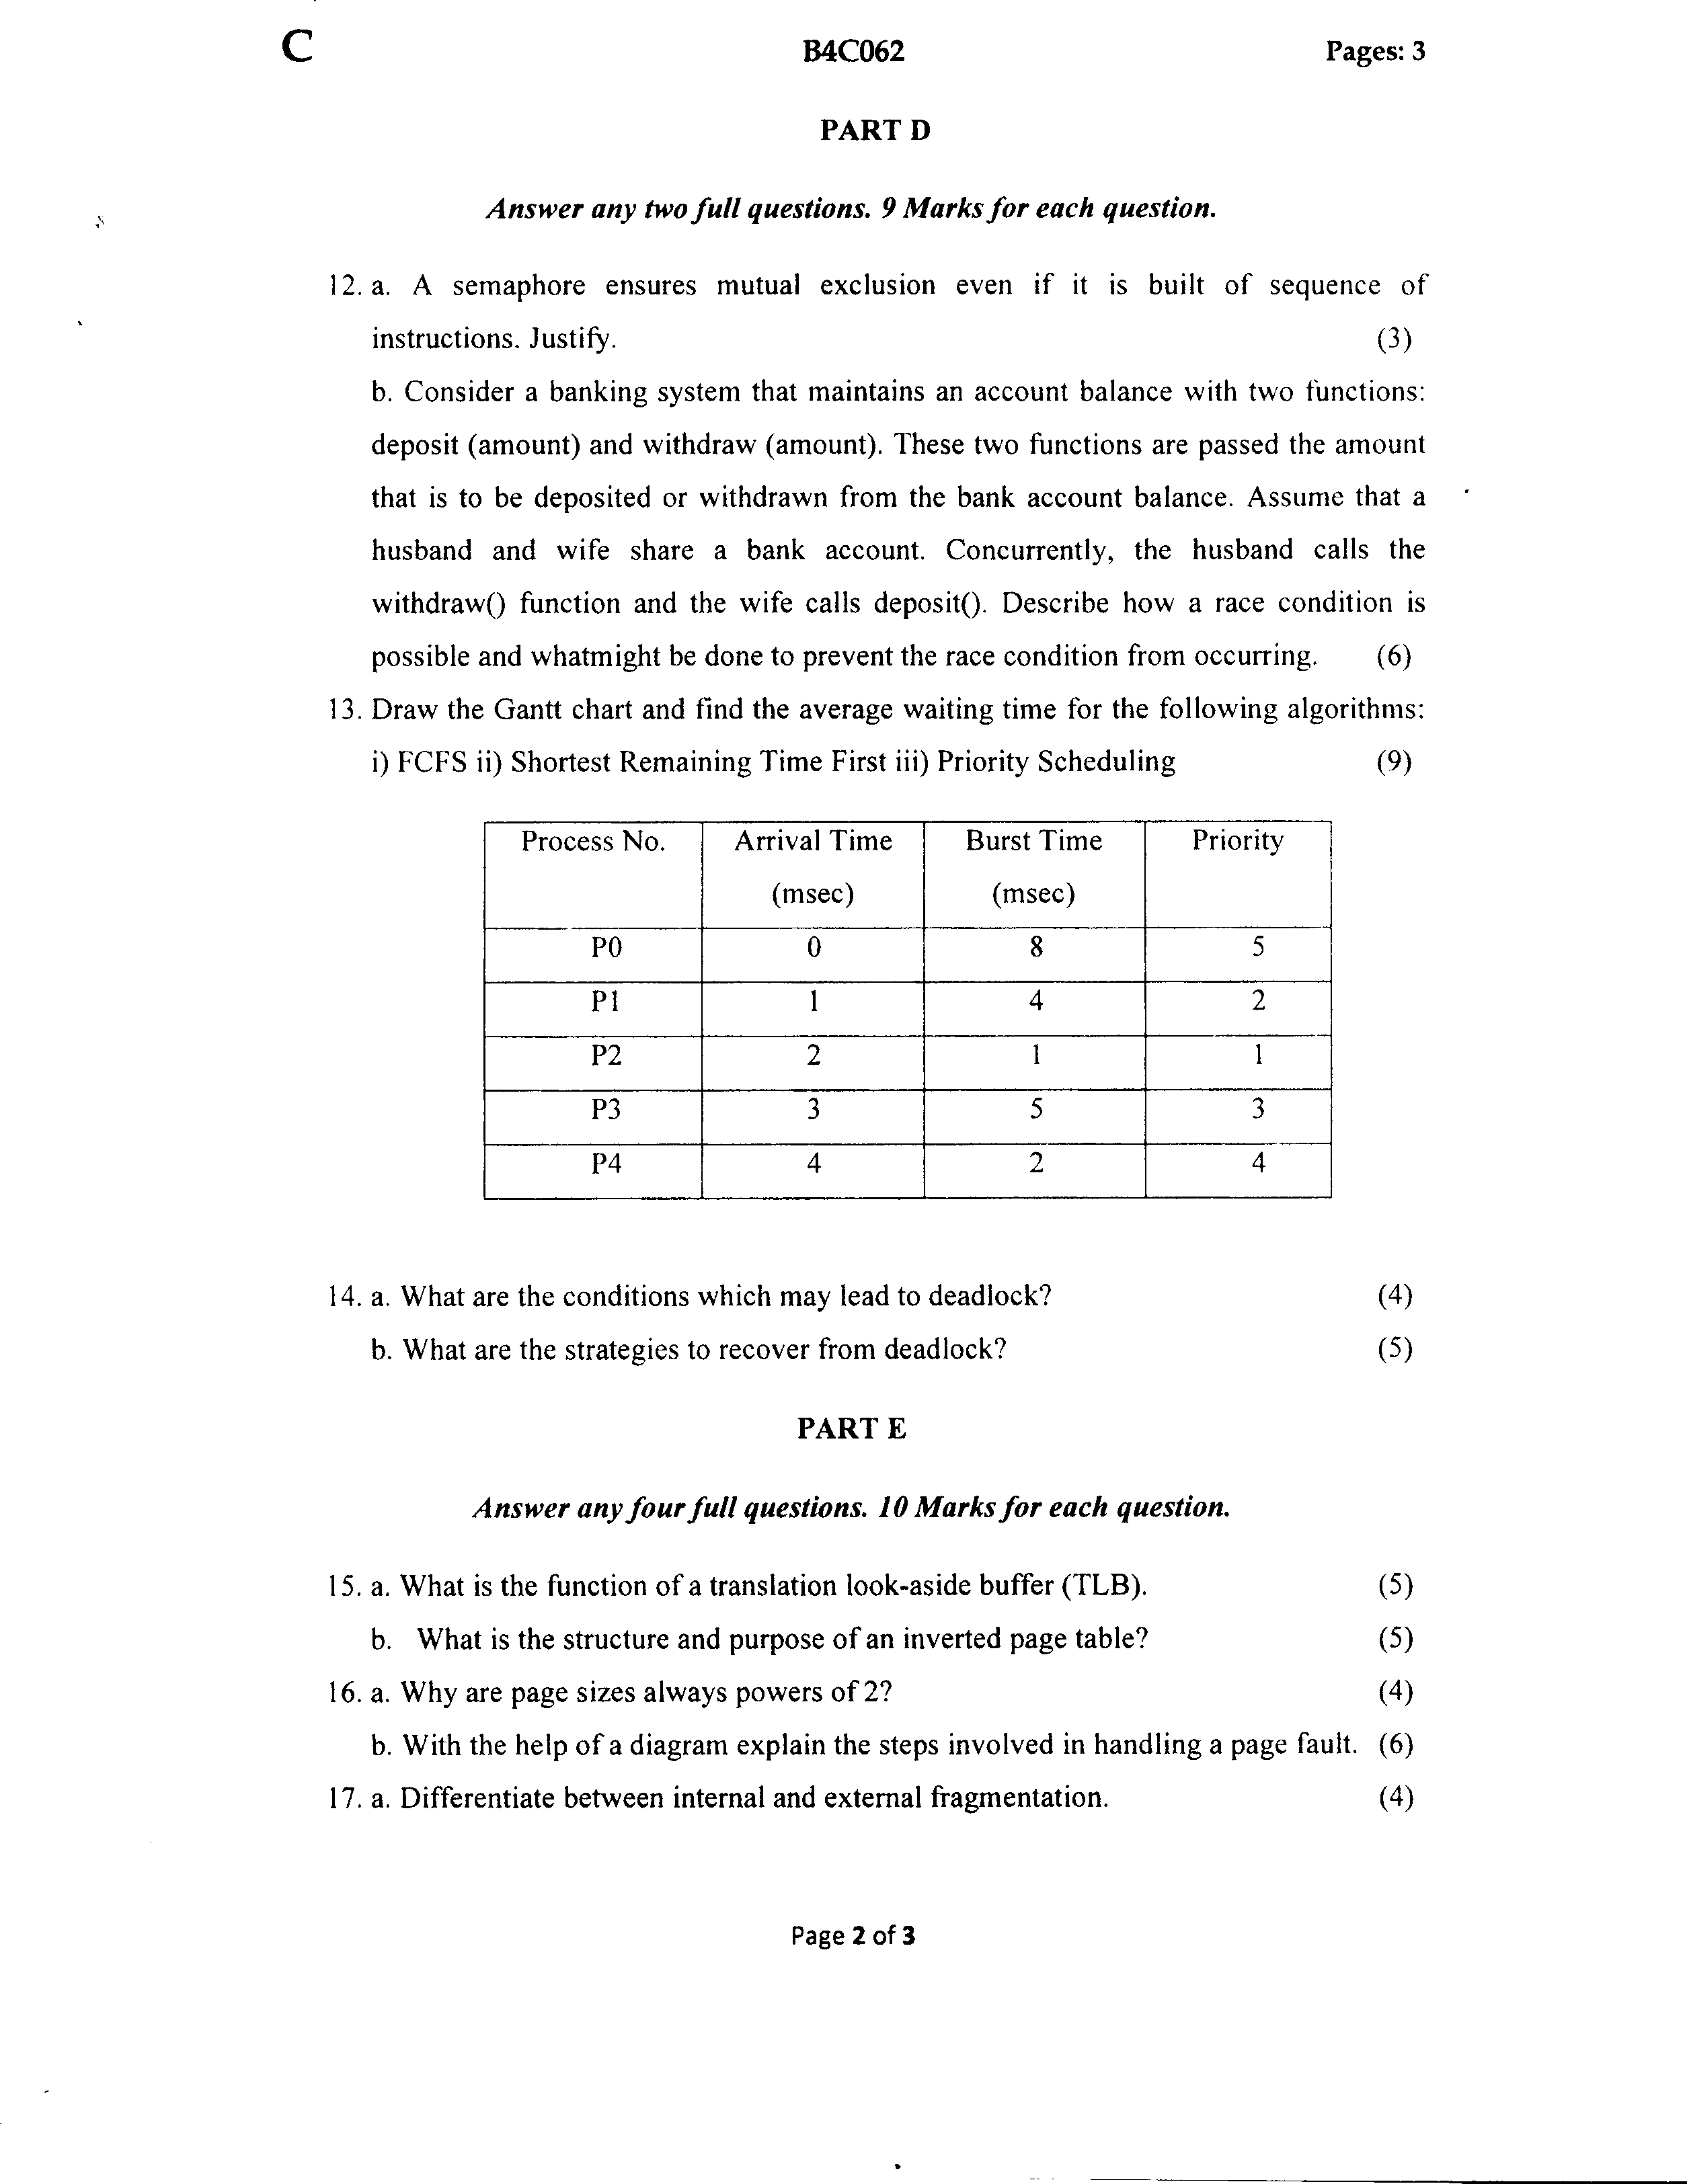 C B4C062 Pages: 3
PART D
Answer any two full questions. 9 Marks for each question.
12. a. A semaphore ensures mutual exclusion even if it is built of sequence of
instructions. Justify. (3)
b. Consider a banking system that maintains an account balance with two functions:
deposit (amount) and withdraw (amount). These two functions are passed the amount
that is to be deposited or withdrawn from the bank account balance. Assume that a
husband and wife share a bank account. Concurrently, the husband calls the
withdraw() function and the wife calls deposit(). Describe how a race condition is
possible and whatmight be done to prevent the race condition from occurring. (6)
13. Draw the Gantt chart and find the average waiting time for the following algorithms:
i) FCFS ii) Shortest Remaining Time First iii) Priority Scheduling (9)
Process No. Arrival Time Burst Time Priority
(msec) (msec)
P0 0 8 5
P1 1 4 2
P2 2 1 1
P3 3 5 3
P4 4 2 4
14. a. What are the conditions which may lead to deadlock? (4)
b. What are the strategies to recover from deadlock? (5)
PART E
Answer any four full questions. 10 Marks for each question.
15. a. What is the function of a translation look-aside buffer (TLB). (5)
b. What is the structure and purpose of an inverted page table? (5)
16. a. Why are page sizes always powers of 2? (4)
b. With the help of a diagram explain the steps involved in handling a page fault. (6)
17. a. Differentiate between internal and external fragmentation. (4)
Page 2 of 3